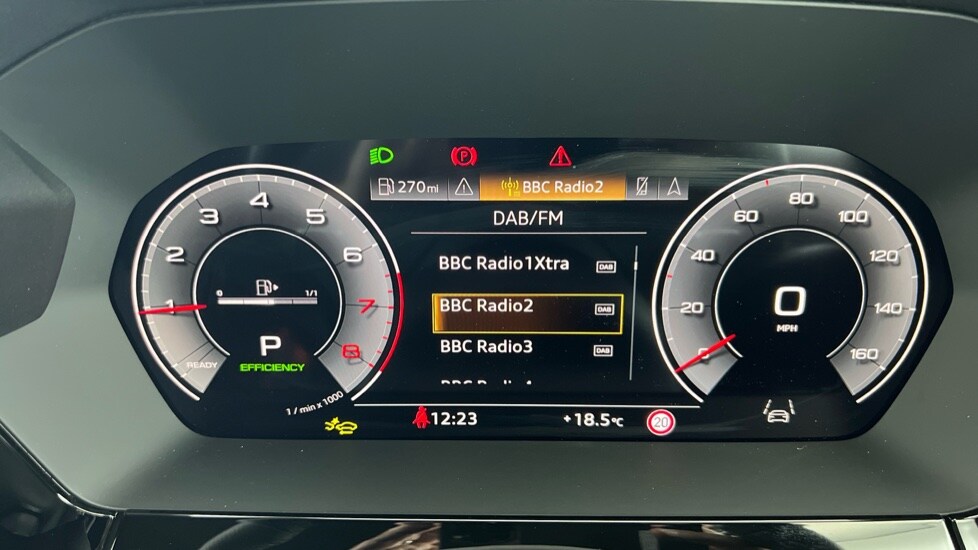 P
270mi
BBC Radio2
DAB/FM
BBC Radio1Xtra DAB
BBC Radio2 DAB
BBC Radio3 DAB
1 2 3 4 5 6 7 8
0 1/1
P
EFFICIENCY
READY
1 / min x 1000
0 20 40 60 80 100 120 140 160
0
MPH
12:23
+18.5°C
20